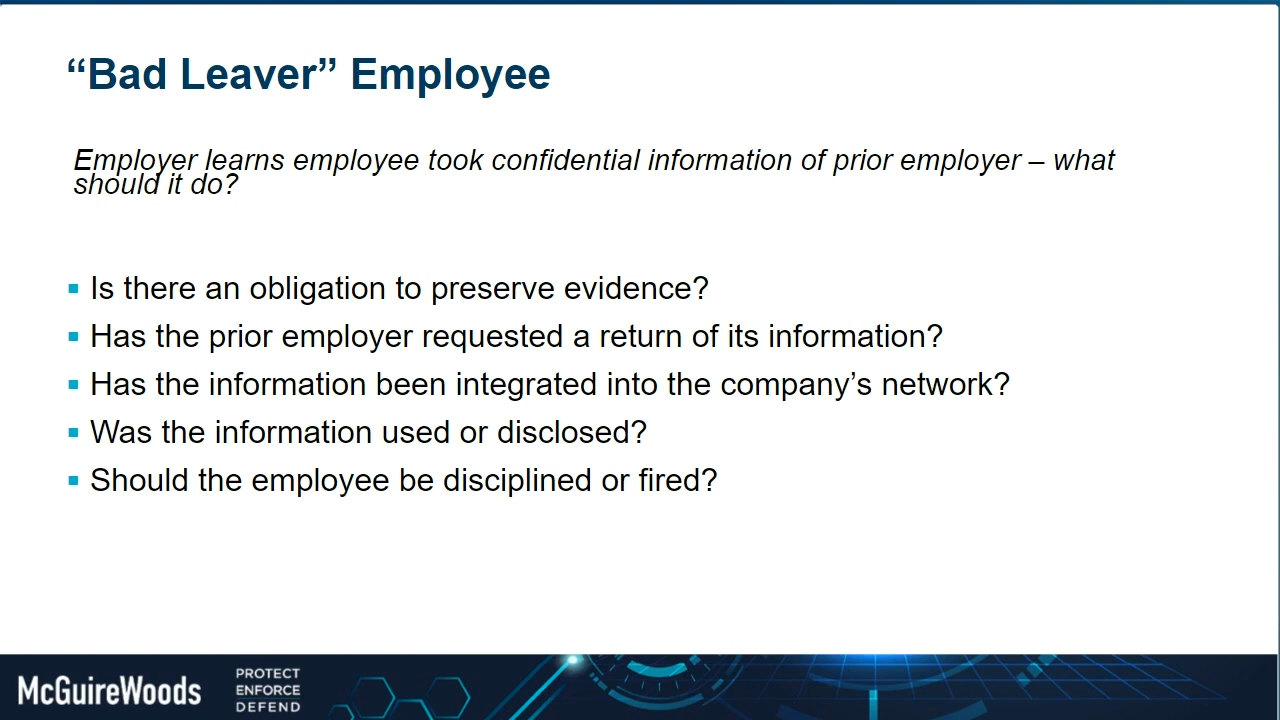 “Bad Leaver” Employee
Employer learns employee took confidential information of prior employer – what
should it do?
▪ Is there an obligation to preserve evidence?
▪ Has the prior employer requested a return of its information?
▪ Has the information been integrated into the company’s network?
▪ Was the information used or disclosed?
▪ Should the employee be disciplined or fired?
McGuireWoods
PROTECT
ENFORCE
DEFEND